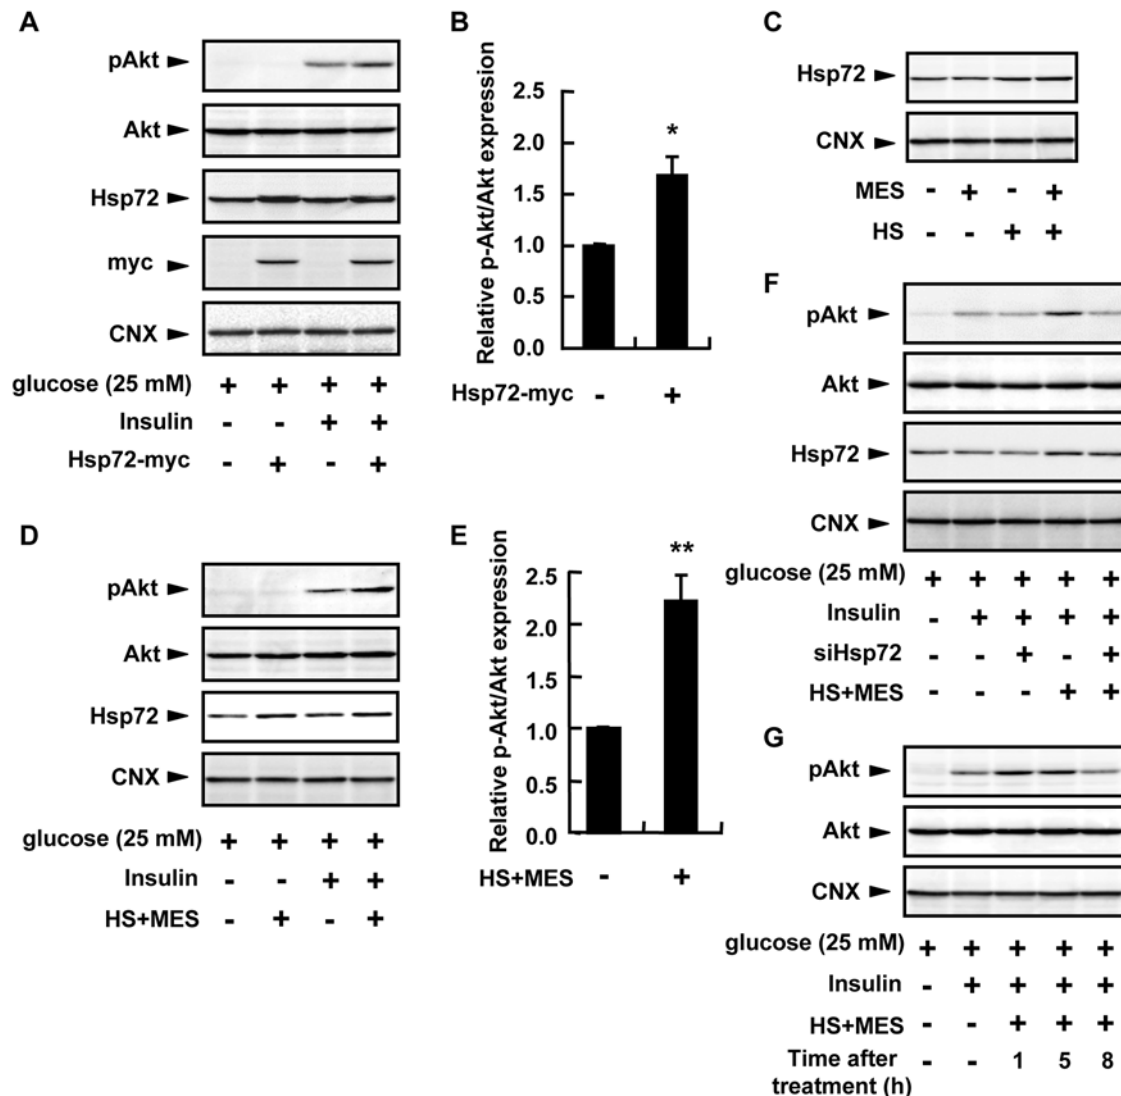 A
pAkt
Akt
Hsp72
myc
CNX
glucose (25 mM) + + + +
Insulin - - + +
Hsp72-myc - + - +
B
Relative p-Akt/Akt expression
2.5
2.0
1.5
1.0
0.5
0.0
*
Hsp72-myc - +
C
Hsp72
CNX
MES - + - +
HS - - + +
D
pAkt
Akt
Hsp72
CNX
glucose (25 mM) + + + +
Insulin - - + +
HS+MES - + - +
E
Relative p-Akt/Akt expression
2.5
2.0
1.5
1.0
0.5
0.0
**
HS+MES - +
F
pAkt
Akt
Hsp72
CNX
glucose (25 mM) + + + + +
Insulin - + + + +
siHsp72 - - + - +
HS+MES - - - + +
G
pAkt
Akt
CNX
glucose (25 mM) + + + + +
Insulin - + + + +
HS+MES - - + + +
Time after - - 1 5 8
treatment (h)